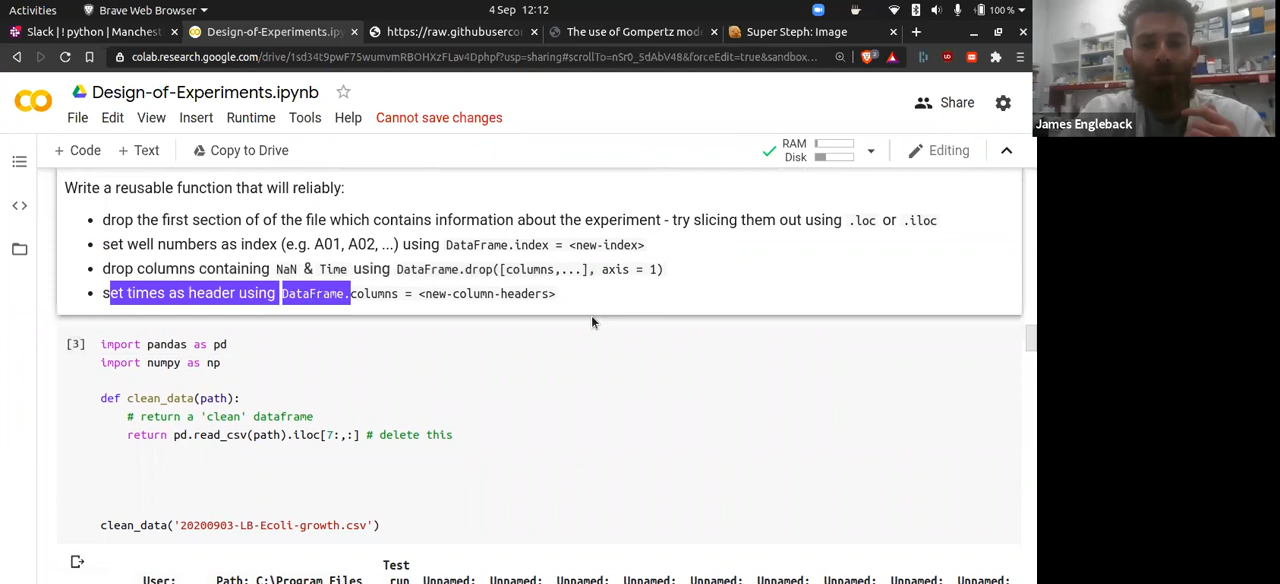 Activities
Brave Web Browser
4 Sep 12:12
100 %
Slack | ! python | Manchest
Design-of-Experiments.ipynb
https://raw.githubusercon
The use of Gompertz mod
Super Steph: Image
colab.research.google.com/drive/1sd34t9pwF75wumvmRBOHXzFLav4Dphpf?usp=sharing#scrollTo=nSr0_5dAbV48&forceEdit=true&sandbox...
James Engleback
Design-of-Experiments.ipynb
Share
File Edit View Insert Runtime Tools Help Cannot save changes
+ Code + Text Copy to Drive
RAM
Disk
Editing
Write a reusable function that will reliably:
• drop the first section of of the file which contains information about the experiment - try slicing them out using .loc or .iloc
• set well numbers as index (e.g. A01, A02, ...) using DataFrame.index = <new-index>
• drop columns containing NaN & Time using DataFrame.drop([columns,...], axis = 1)
• set times as header using DataFrame.columns = <new-column-headers>
[3] import pandas as pd
import numpy as np
def clean_data(path):
# return a 'clean' dataframe
return pd.read_csv(path).iloc[7:,:] # delete this
clean_data('20200903-LB-Ecoli-growth.csv')
Test
User: Path: C:\Program Files run Unnamed: Unnamed: Unnamed: Unnamed: Unnamed: Unnamed: Unnamed: Unnamed: Unnamed: